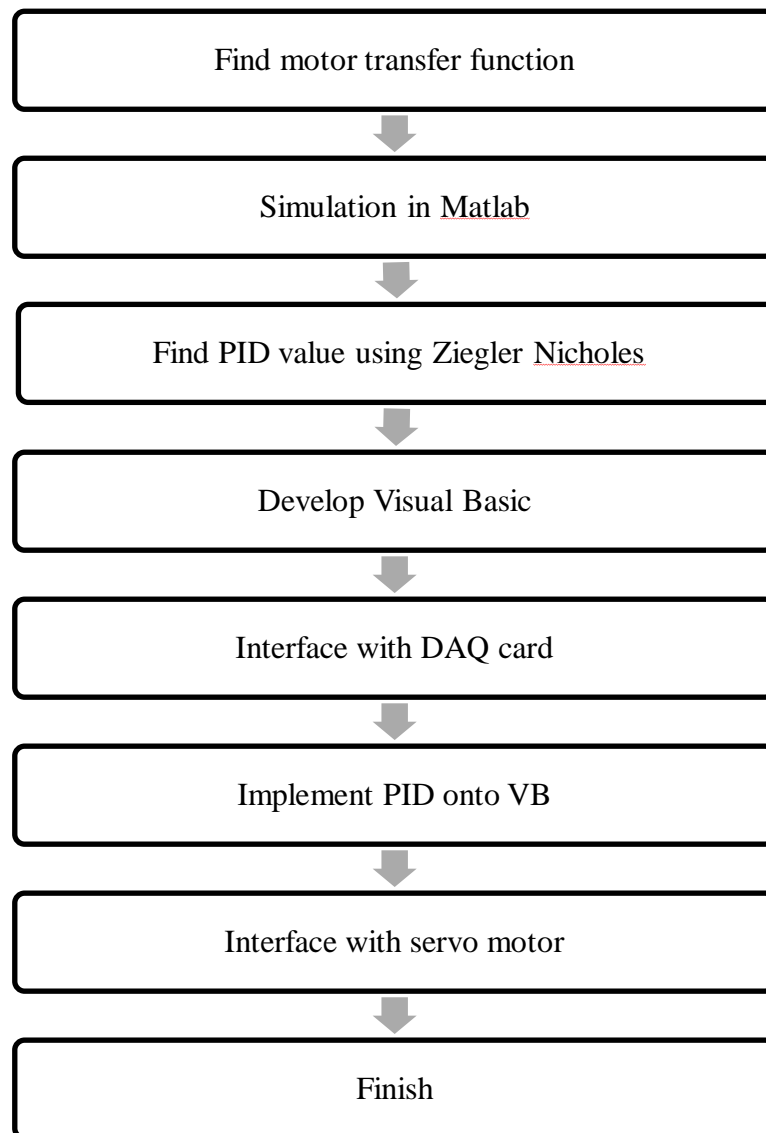 Find motor transfer function
Simulation in Matlab
Find PID value using Ziegler Nicholes
Develop Visual Basic
Interface with DAQ card
Implement PID onto VB
Interface with servo motor
Finish